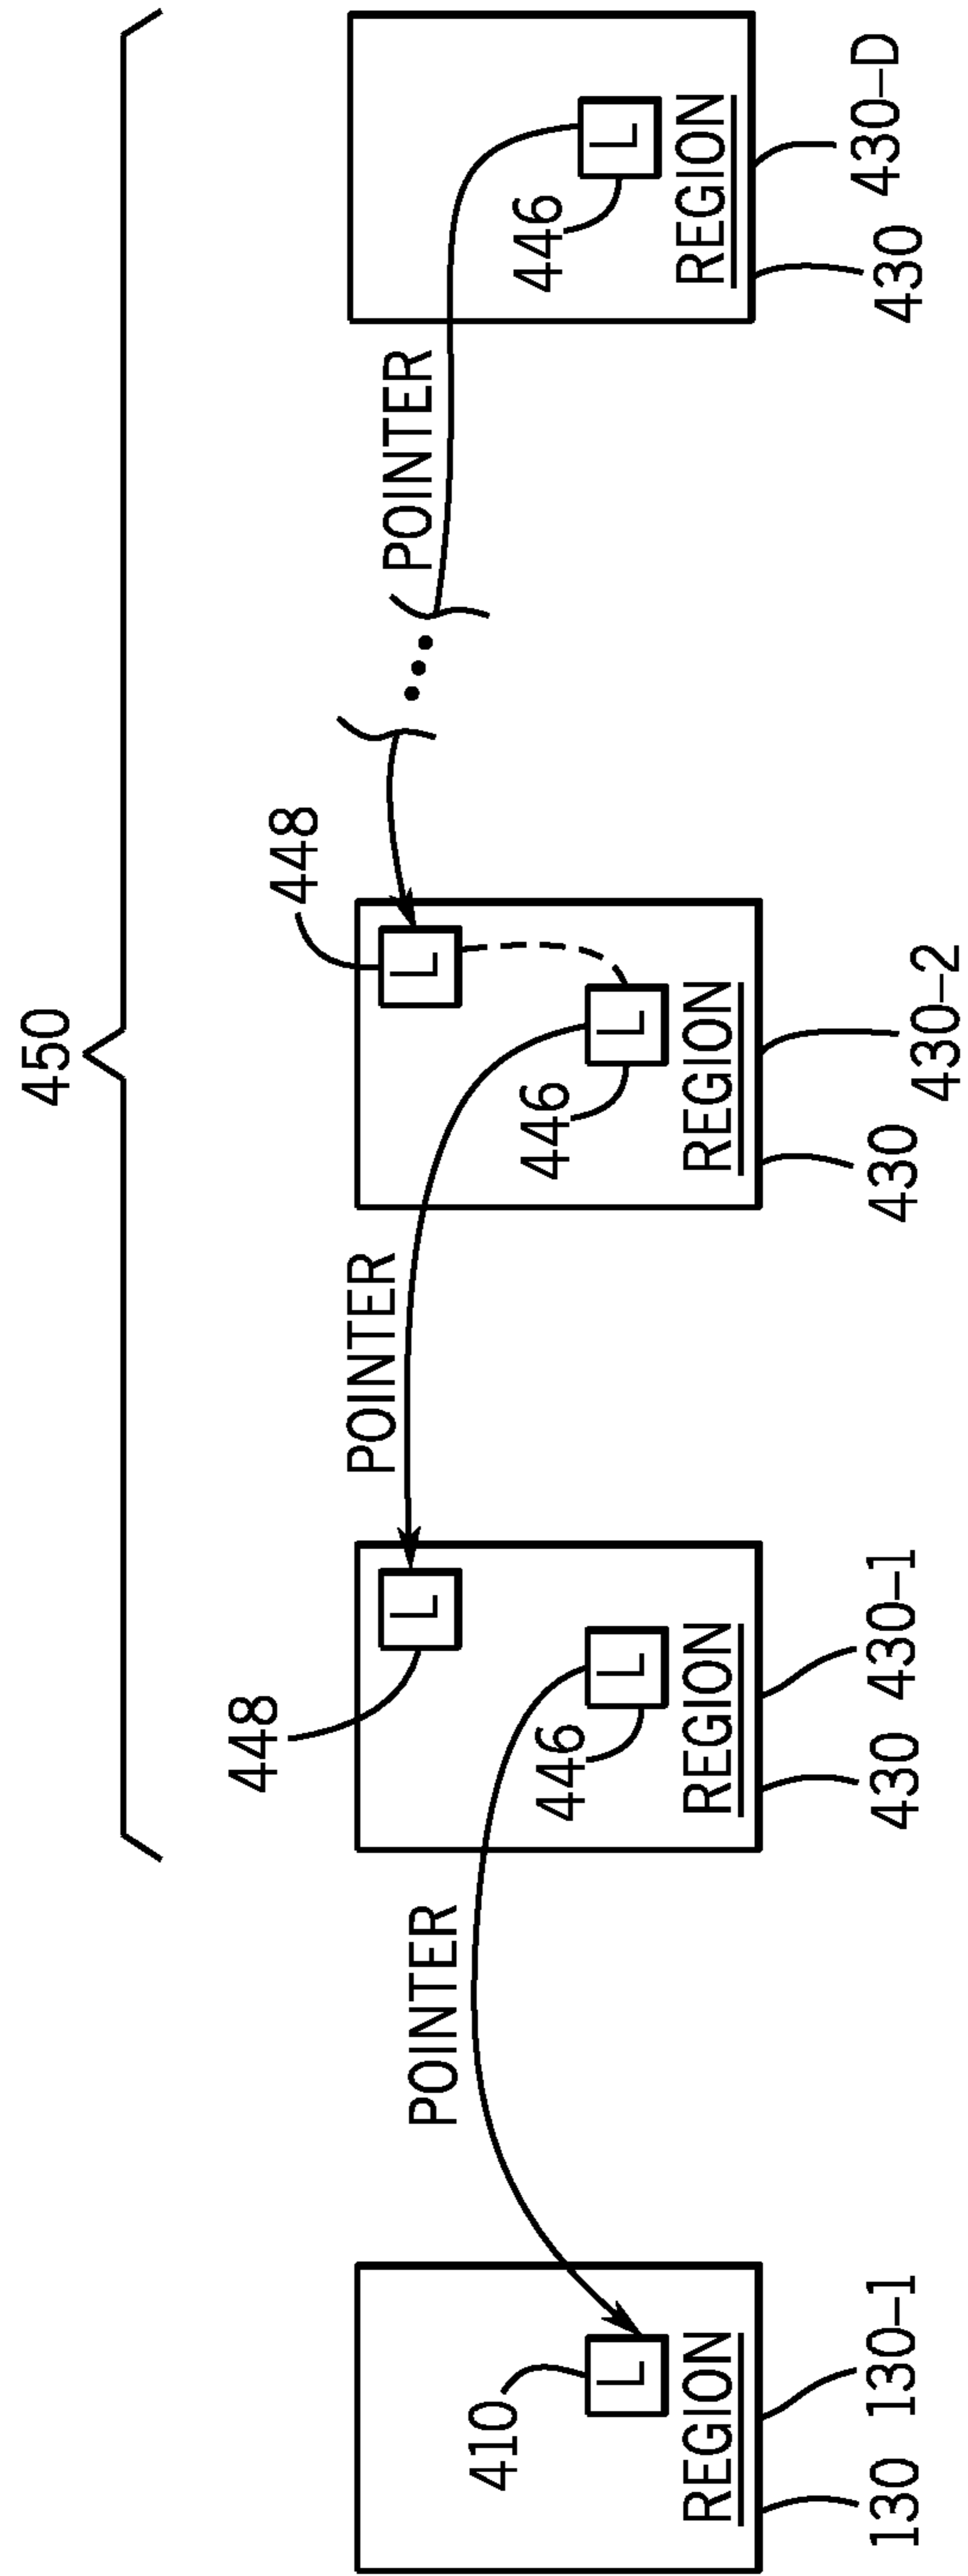 450
448
448
POINTER
POINTER
POINTER
410
L
446
L
L
446
L
L
446
L
REGION
REGION
REGION
REGION
130
130-1
430
430-1
430
430-2
430
430-D